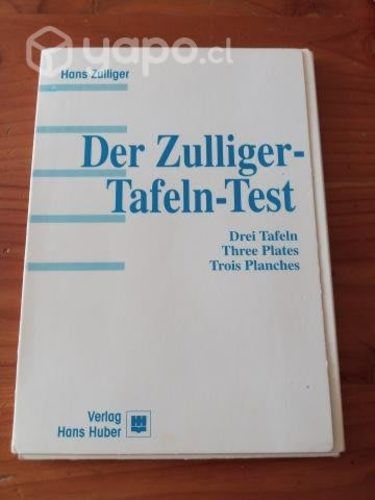 yapo.cl
Hans Zulliger
Der Zulliger-
Tafeln-Test
Drei Tafeln
Three Plates
Trois Planches
Verlag
Hans Huber